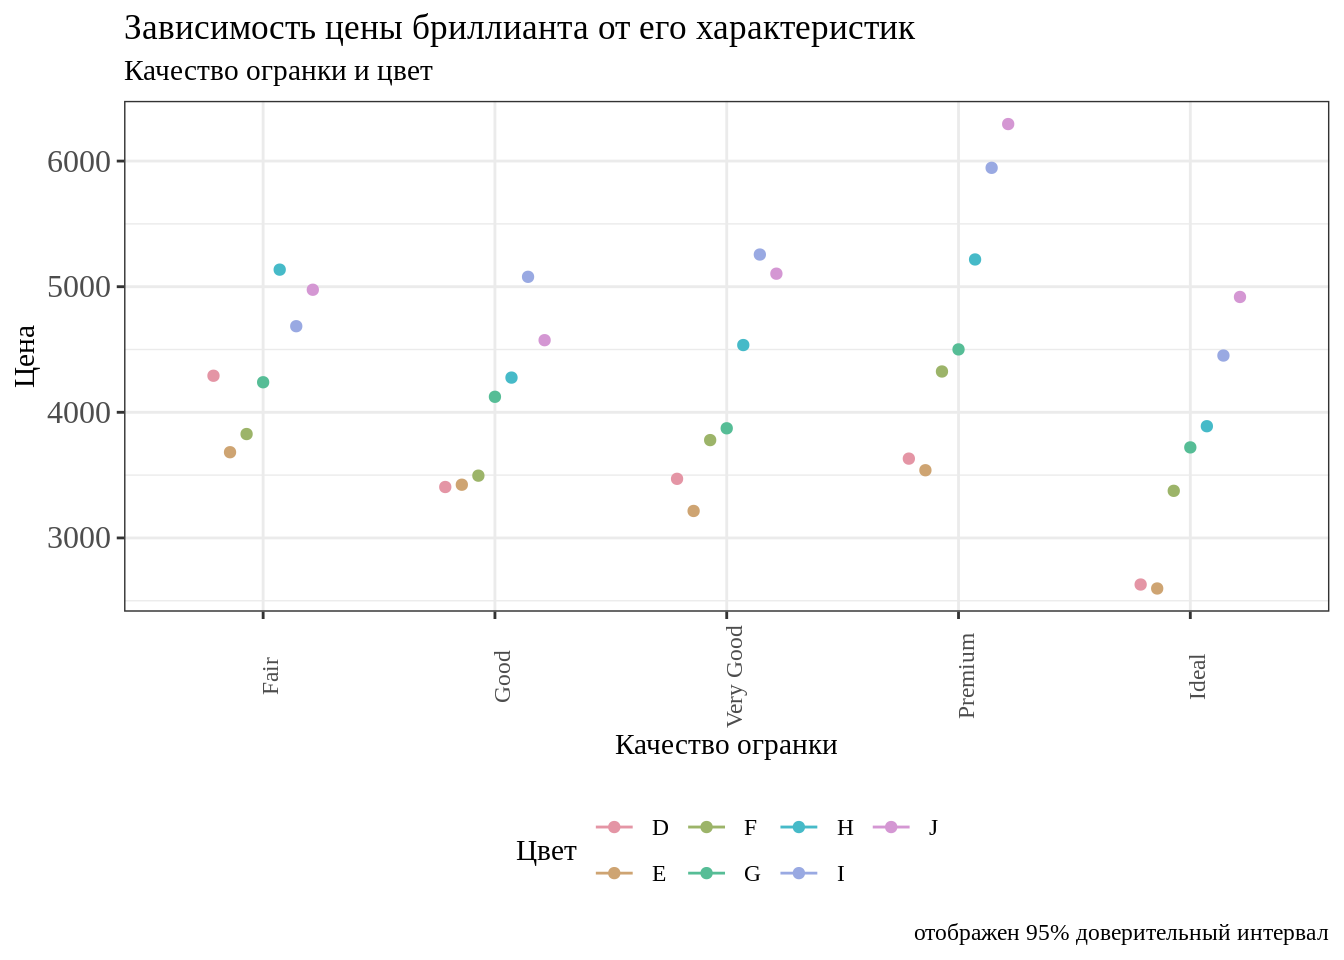 Зависимость цены бриллианта от его характеристик
Качество огранки и цвет
Цена
6000
5000
4000
3000
Fair
Good
Very Good
Premium
Ideal
Качество огранки
Цвет
D F H J
E G I
отображен 95% доверительный интервал